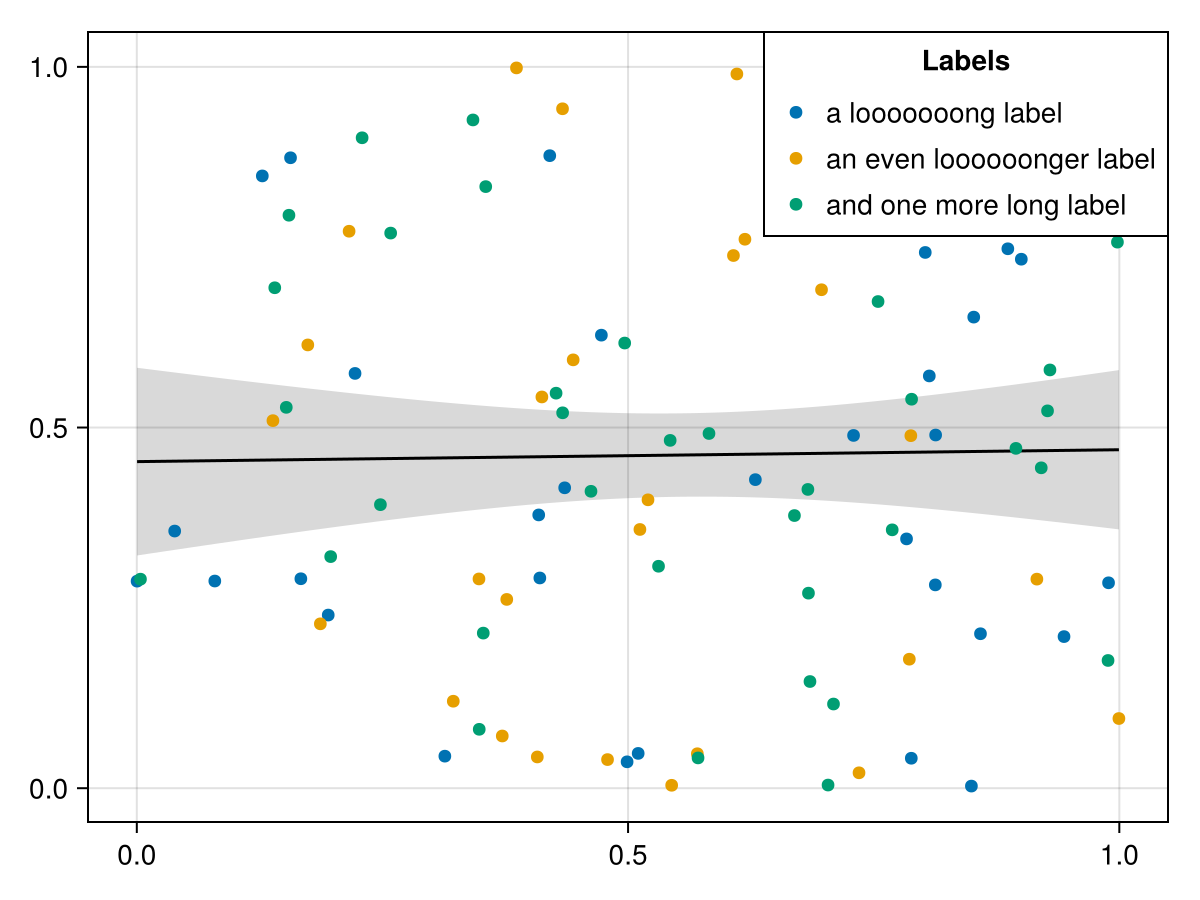 1.0
Labels
a looooooong label
an even loooooonger label
and one more long label
0.5
0.0
0.0 0.5 1.0